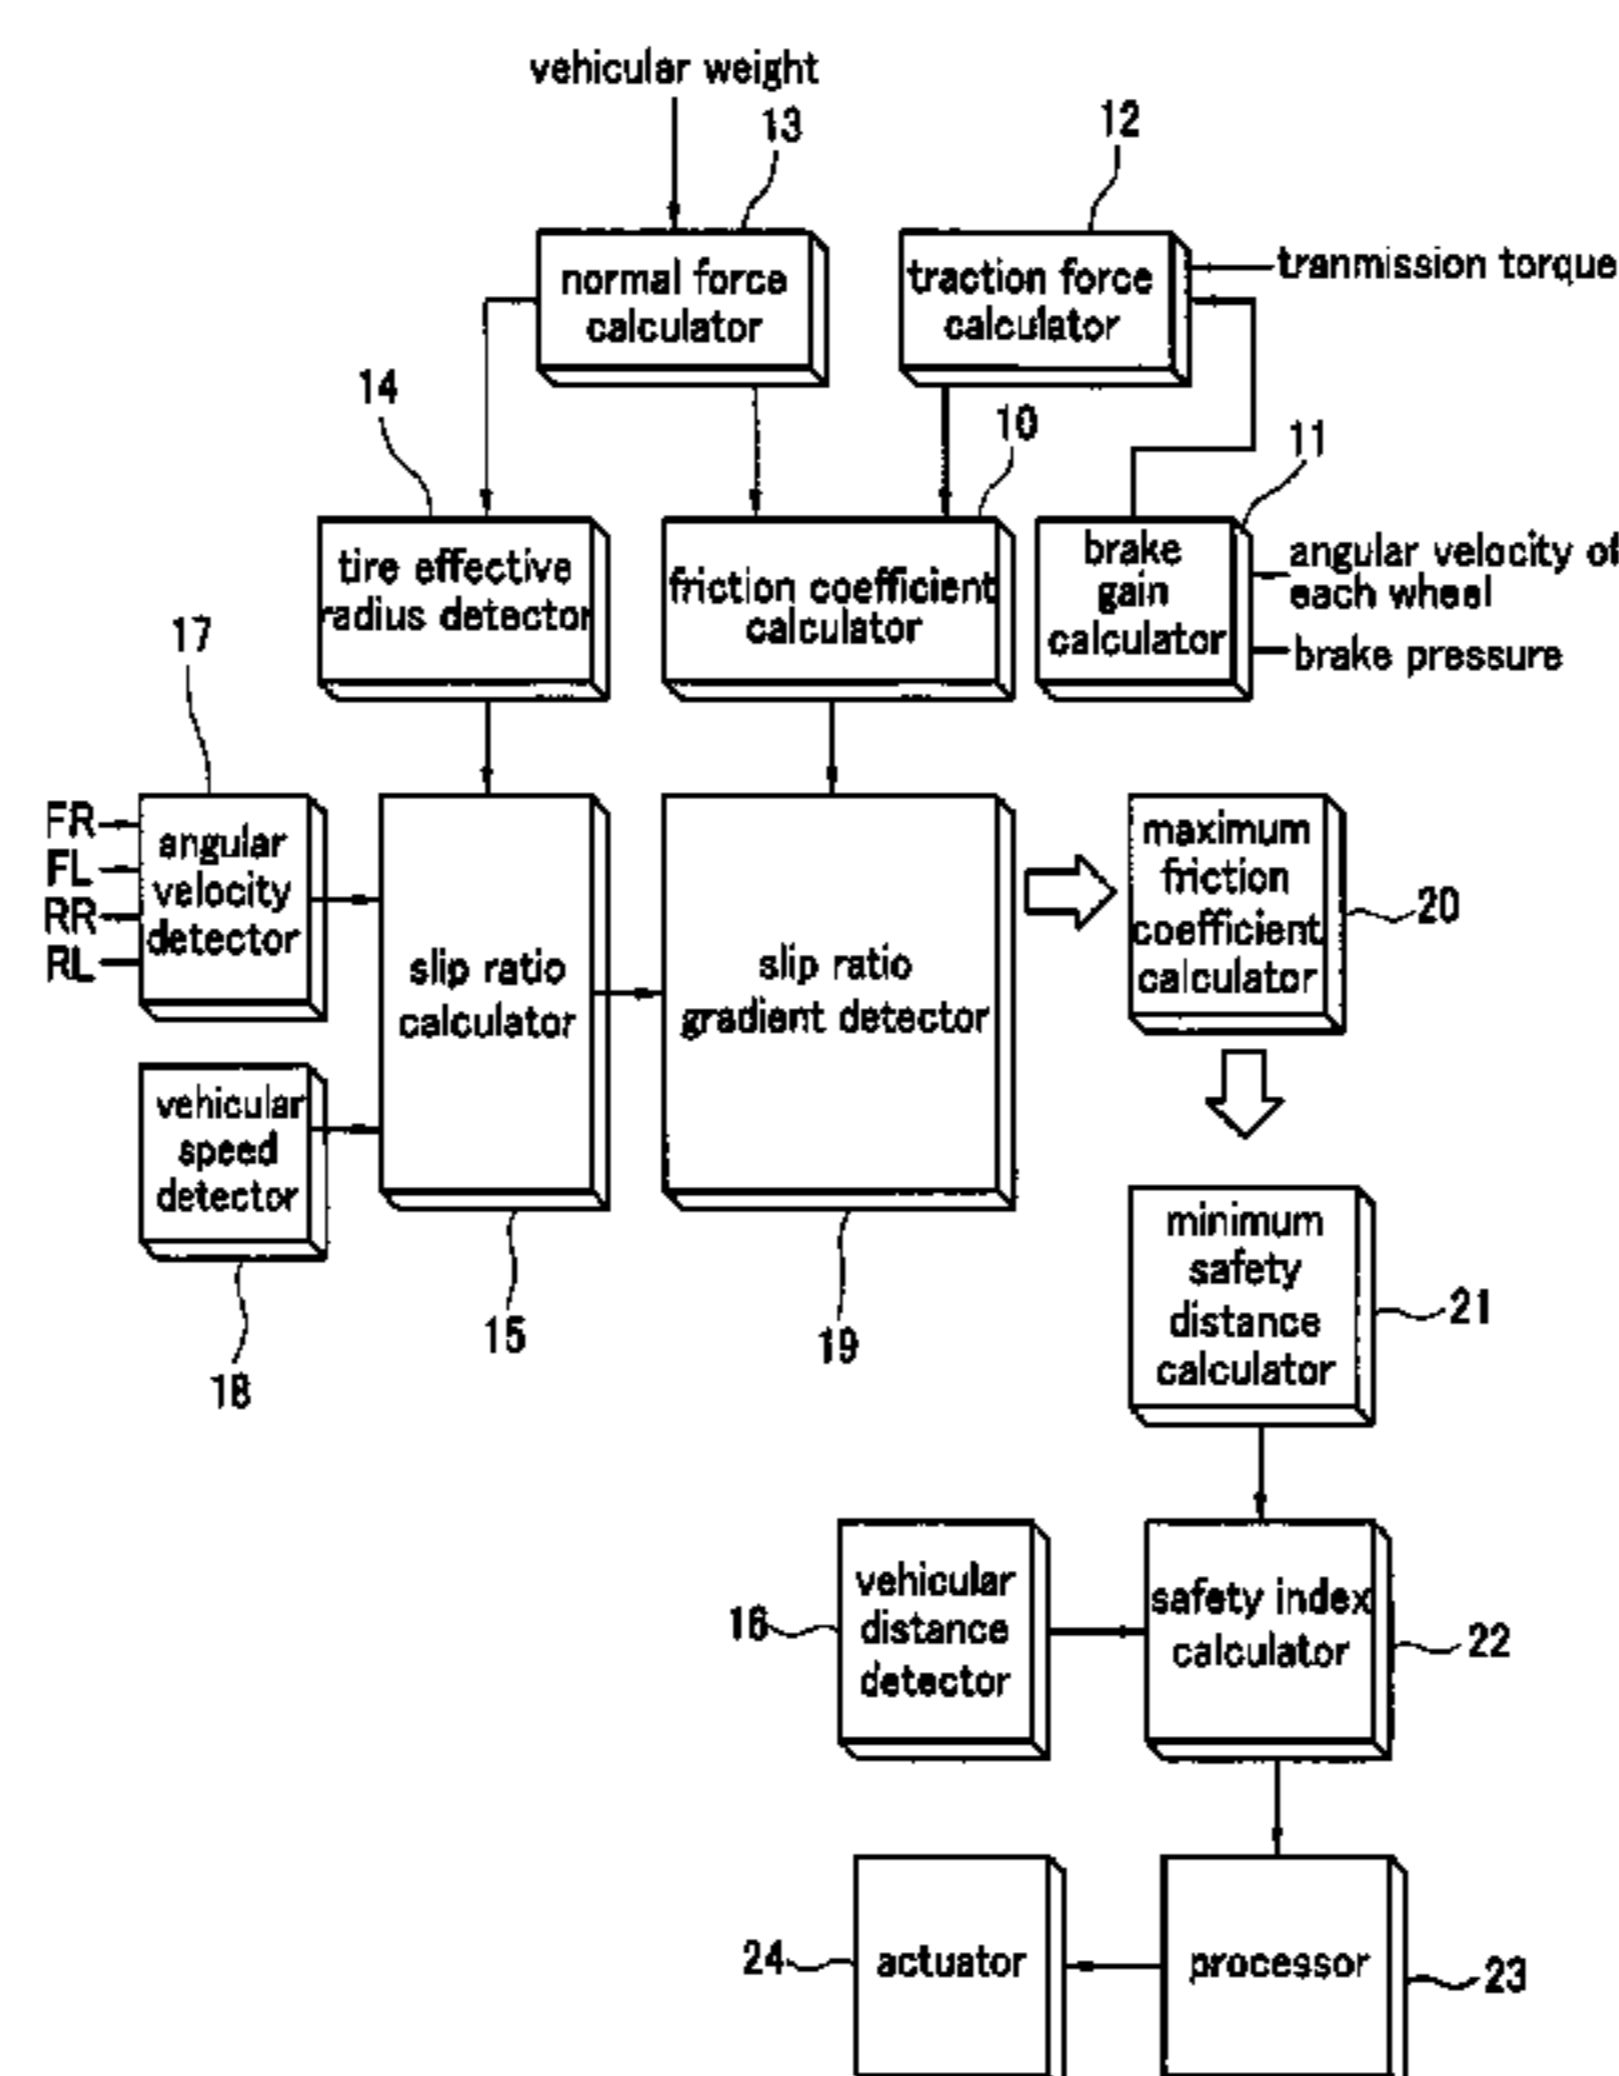 vehicular weight
13
12
normal force
calculator
traction force
calculator
tranmission torque
14
10
11
tire effective
radius detector
friction coefficient
calculator
brake
gain
calculator
angular velocity of
each wheel
brake pressure
17
FR
FL
RR
RL
angular
velocity
detector
slip ratio
calculator
slip ratio
gradient detector
maximum
friction
coefficient
calculator
20
vehicular
speed
detector
18
15
19
minimum
safety
distance
calculator
21
16
vehicular
distance
detector
safety index
calculator
22
24
actuator
processor
23